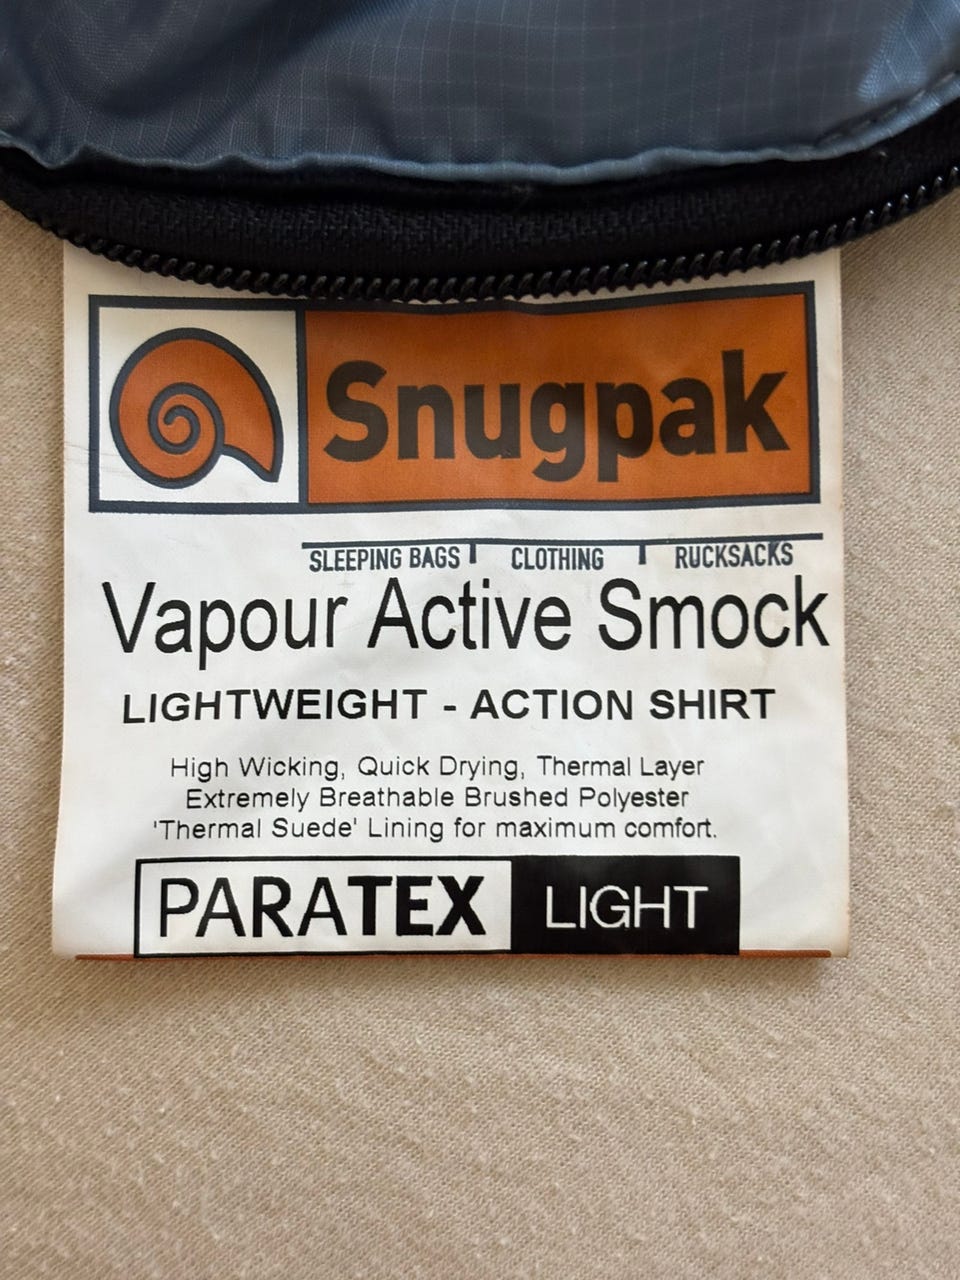 Snugpak
SLEEPING BAGS CLOTHING RUCKSACKS
Vapour Active Smock
LIGHTWEIGHT - ACTION SHIRT
High Wicking, Quick Drying, Thermal Layer
Extremely Breathable Brushed Polyester
'Thermal Suede' Lining for maximum comfort.
PARATEX LIGHT